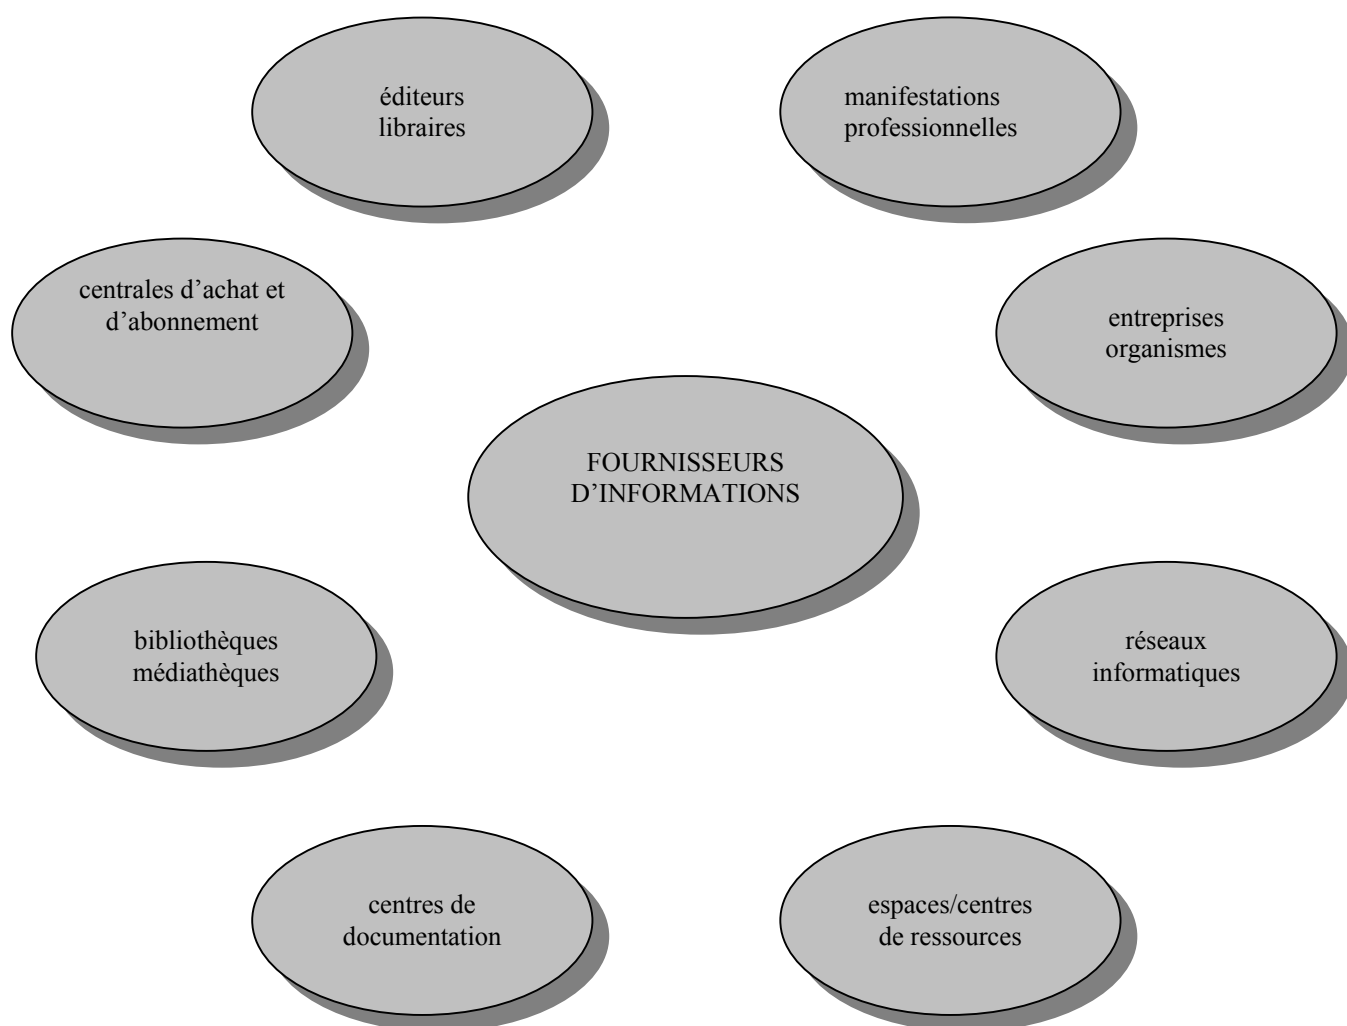 éditeurs
libraires
manifestations
professionnelles
centrales d’achat et
d’abonnement
entreprises
organismes
FOURNISSEURS
D’INFORMATIONS
bibliothèques
médiathèques
réseaux
informatiques
centres de
documentation
espaces/centres
de ressources